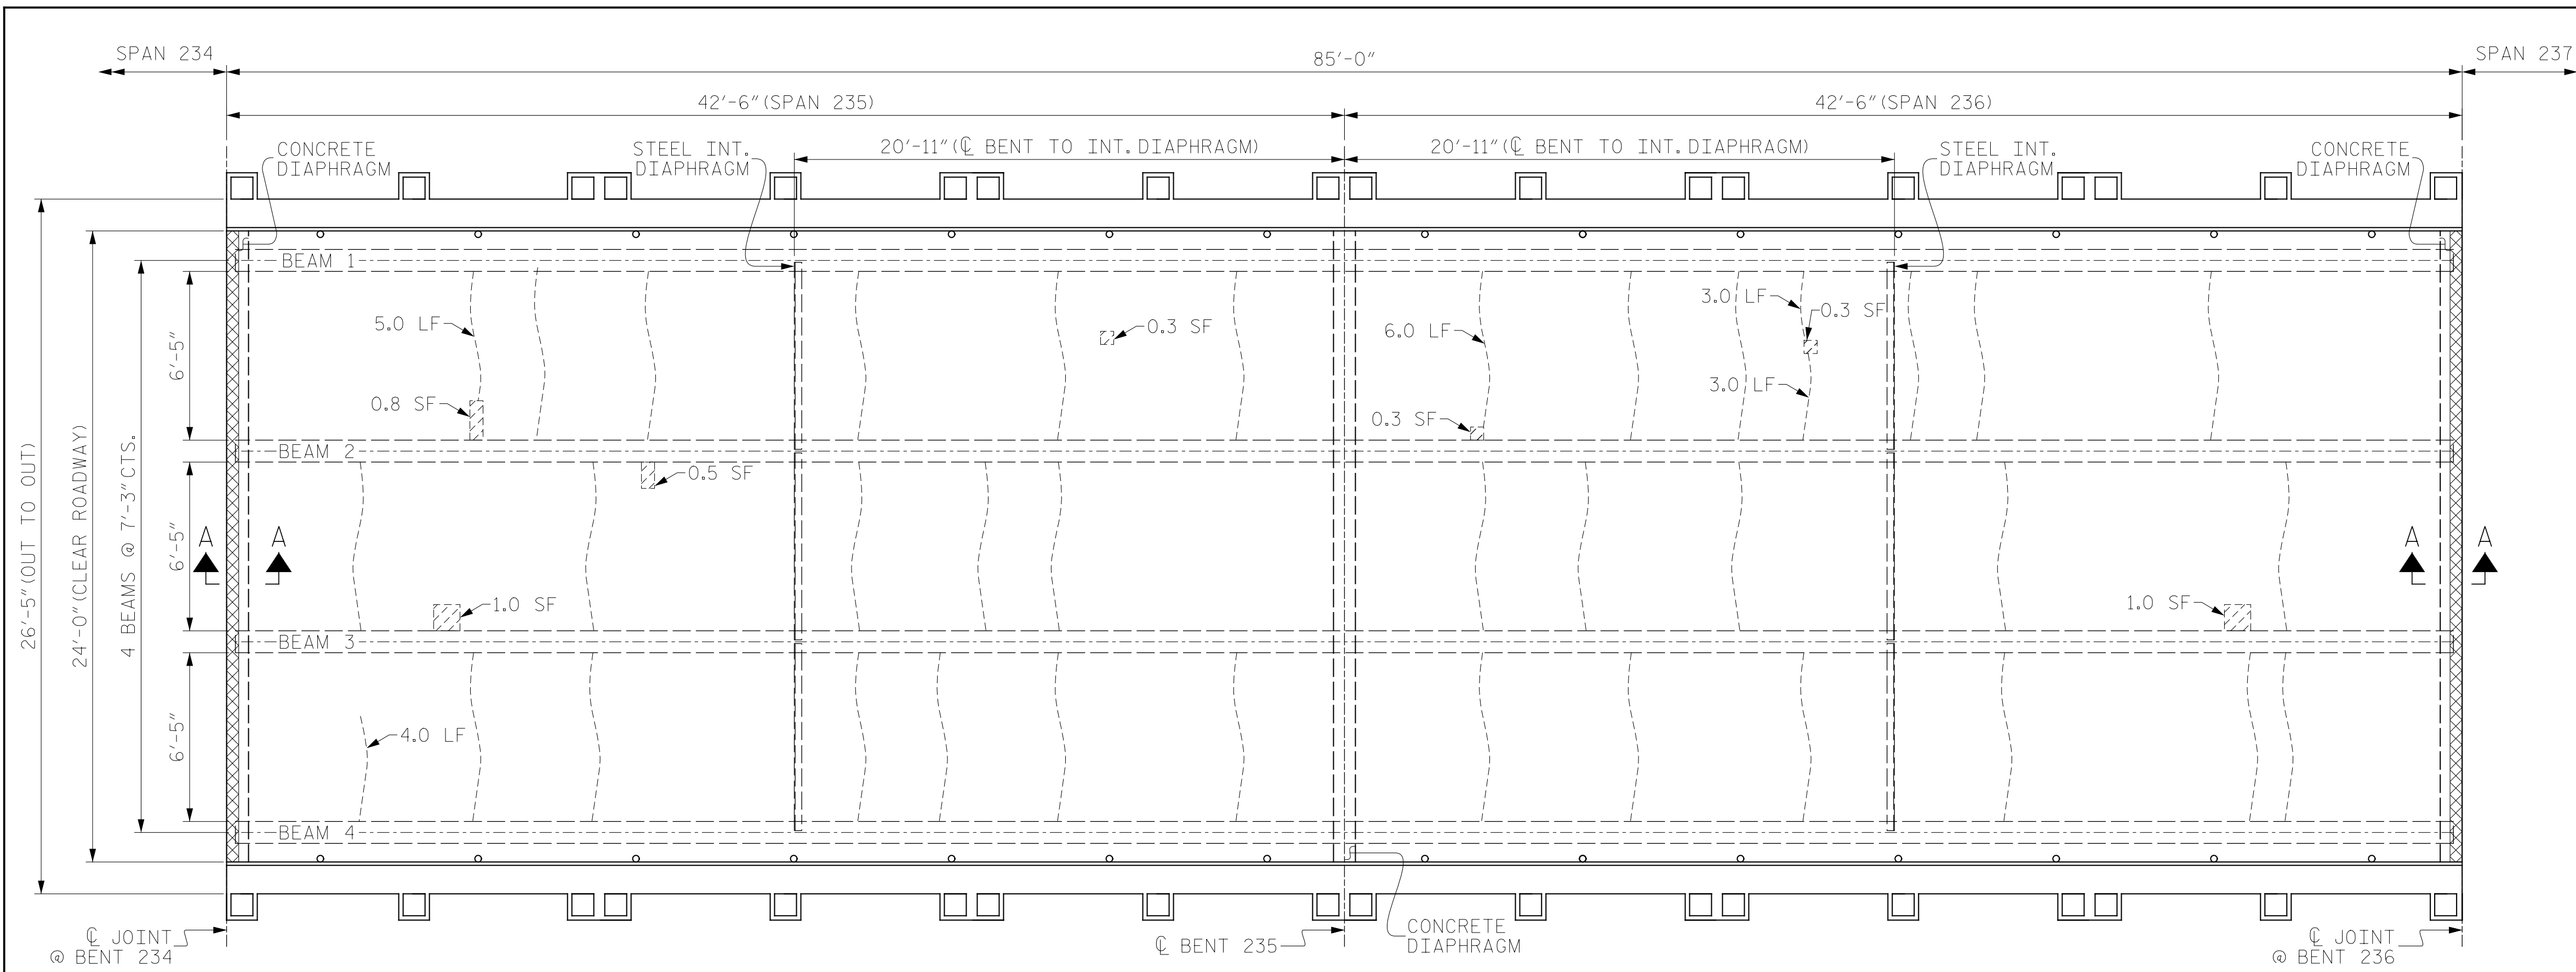 SPAN 234
85'-0"
SPAN 237
42'-6"(SPAN 235)
42'-6"(SPAN 236)
CONCRETE
DIAPHRAGM
STEEL INT.
DIAPHRAGM
20'-11"(℄ BENT TO INT. DIAPHRAGM)
20'-11"(℄ BENT TO INT. DIAPHRAGM)
STEEL INT.
DIAPHRAGM
CONCRETE
DIAPHRAGM
26'-5"(OUT TO OUT)
24'-0"(CLEAR ROADWAY)
4 BEAMS @ 7'-3" CTS.
6'-5"
6'-5"
6'-5"
BEAM 1
5.0 LF
0.3 SF
6.0 LF
3.0 LF
0.3 SF
3.0 LF
0.8 SF
0.3 SF
BEAM 2
0.5 SF
A
A
A
A
1.0 SF
1.0 SF
BEAM 3
4.0 LF
BEAM 4
℄ JOINT
@ BENT 234
℄ BENT 235
CONCRETE
DIAPHRAGM
℄ JOINT
@ BENT 236